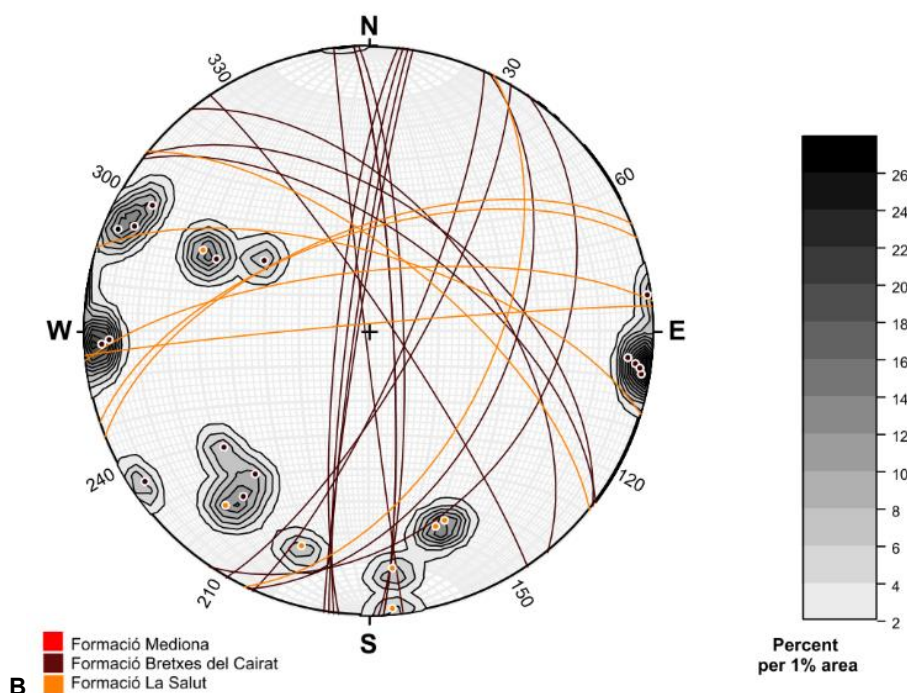 N
330
30
300
60
W
E
240
120
210
150
S
26
24
22
20
18
16
14
12
10
8
6
4
2
Percent
per 1% area
Formació Mediona
Formació Bretxes del Cairat
Formació La Salut
B